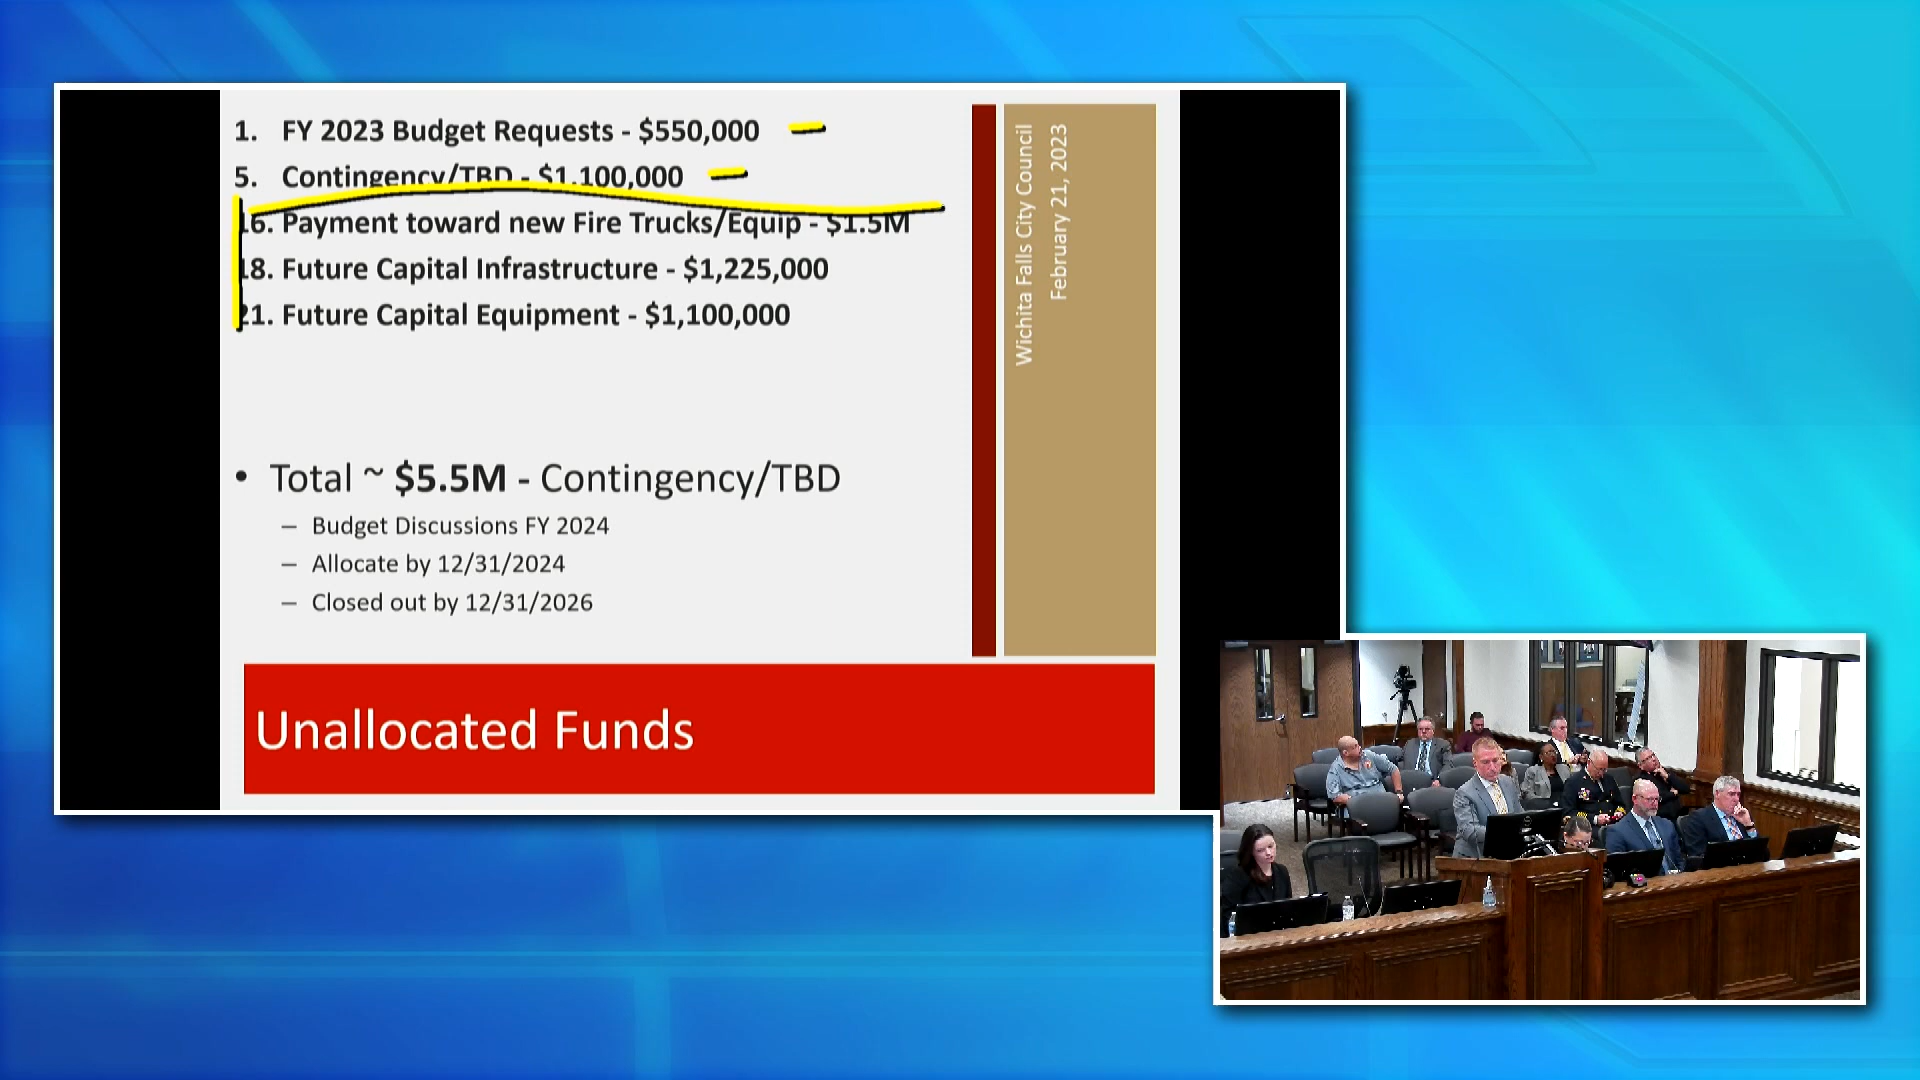 1. FY 2023 Budget Requests - $550,000
5. Contingency/TBD - $1,100,000
16. Payment toward new Fire Trucks/Equip - $1.5M
18. Future Capital Infrastructure - $1,225,000
21. Future Capital Equipment - $1,100,000
• Total ~ $5.5M - Contingency/TBD
– Budget Discussions FY 2024
– Allocate by 12/31/2024
– Closed out by 12/31/2026
Unallocated Funds
Wichita Falls City Council
February 21, 2023